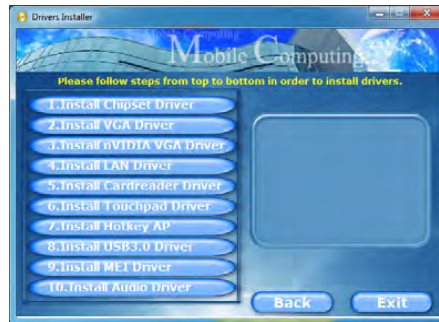 Drivers Installer
Mobile Computing
Mobile Computing
Please follow steps from top to bottom in order to install drivers.
1.Install Chipset Driver
2.Install VGA Driver
3.Install nVIDIA VGA Driver
4.Install LAN Driver
5.Install Cardreader Driver
6.Install Touchpad Driver
7.Install Hotkey AP
8.Install USB3.0 Driver
9.Install MEI Driver
10.Install Audio Driver
Back
Exit